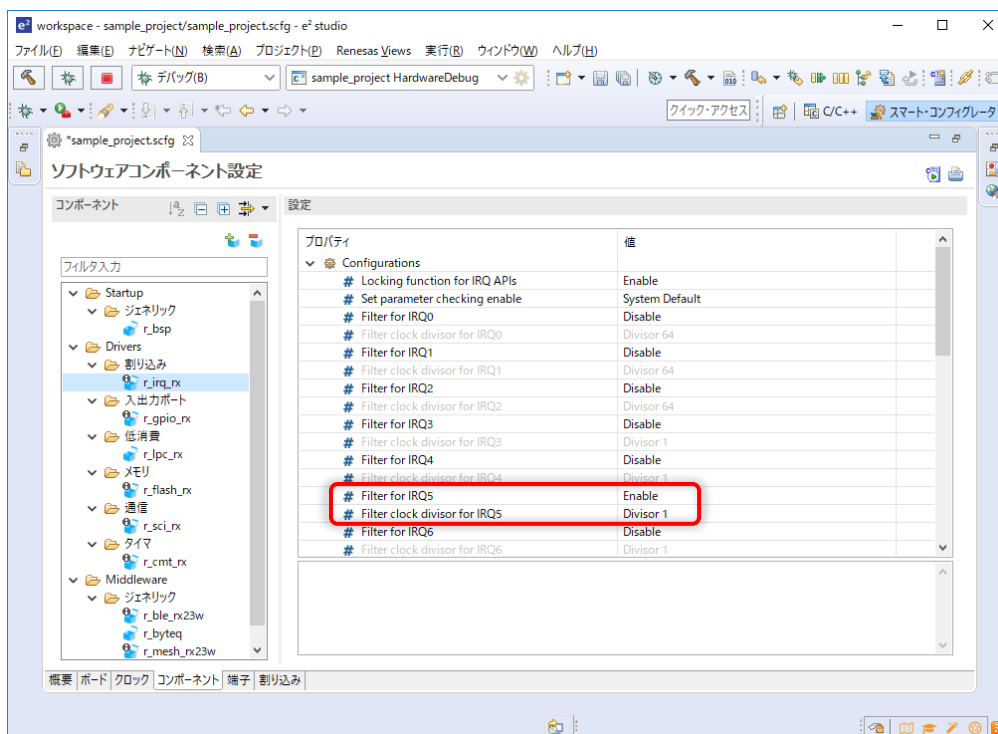 e² workspace - sample_project/sample_project.scfg - e² studio
ファイル(F) 編集(E) ナビゲート(N) 検索(A) プロジェクト(P) Renesas Views 実行(R) ウィンドウ(W) ヘルプ(H)
デバッグ(B) sample_project HardwareDebug
クイック・アクセス C/C++ スマート・コンフィグレータ
*sample_project.scfg
ソフトウェアコンポーネント設定
コンポーネント
設定
フィルタ入力
Startup
ジェネリック
r_bsp
Drivers
割り込み
r_irq_rx
入出力ポート
r_gpio_rx
低消費
r_lpc_rx
メモリ
r_flash_rx
通信
r_sci_rx
タイマ
r_cmt_rx
Middleware
ジェネリック
r_ble_rx23w
r_byteq
r_mesh_rx23w
プロパティ 値
Configurations
# Locking function for IRQ APIs Enable
# Set parameter checking enable System Default
# Filter for IRQ0 Disable
# Filter clock divisor for IRQ0 Divisor 64
# Filter for IRQ1 Disable
# Filter clock divisor for IRQ1 Divisor 64
# Filter for IRQ2 Disable
# Filter clock divisor for IRQ2 Divisor 64
# Filter for IRQ3 Disable
# Filter clock divisor for IRQ3 Divisor 1
# Filter for IRQ4 Disable
# Filter clock divisor for IRQ4 Divisor 1
# Filter for IRQ5 Enable
# Filter clock divisor for IRQ5 Divisor 1
# Filter for IRQ6 Disable
# Filter clock divisor for IRQ6 Divisor 1
概要 ボード クロック コンポーネント 端子 割り込み